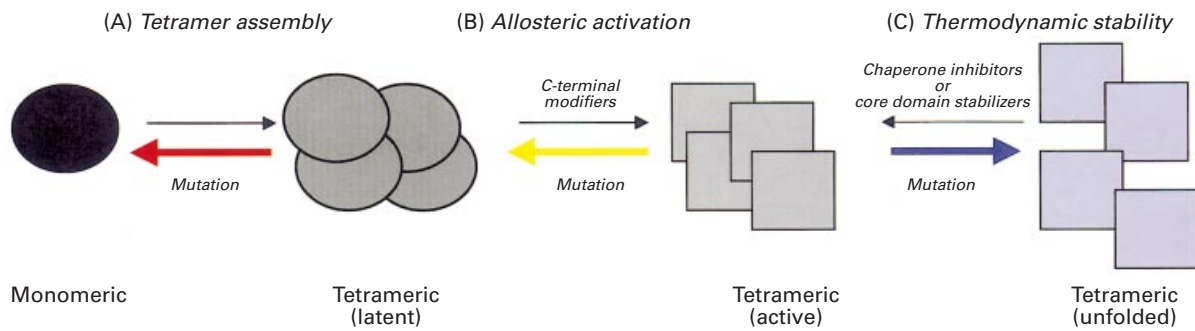 (A) Tetramer assembly
(B) Allosteric activation
(C) Thermodynamic stability
C-terminal
modifiers
Chaperone inhibitors
or
core domain stabilizers
Mutation
Mutation
Mutation
Monomeric
Tetrameric
(latent)
Tetrameric
(active)
Tetrameric
(unfolded)